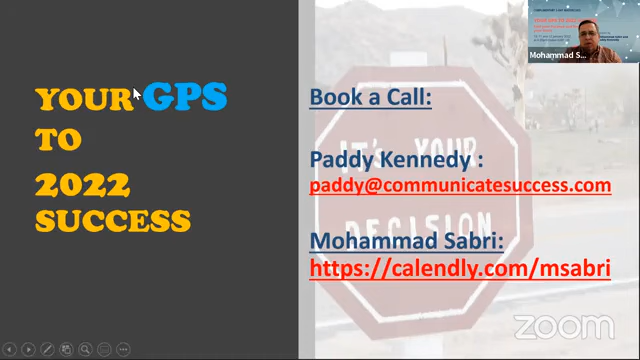 YOUR GPS
TO
2022
SUCCESS
Book a Call:
Paddy Kennedy :
paddy@communicatesuccess.com
Mohammad Sabri:
https://calendly.com/msabri
IT'S YOUR
DECISION
Mohammad S...
zoom